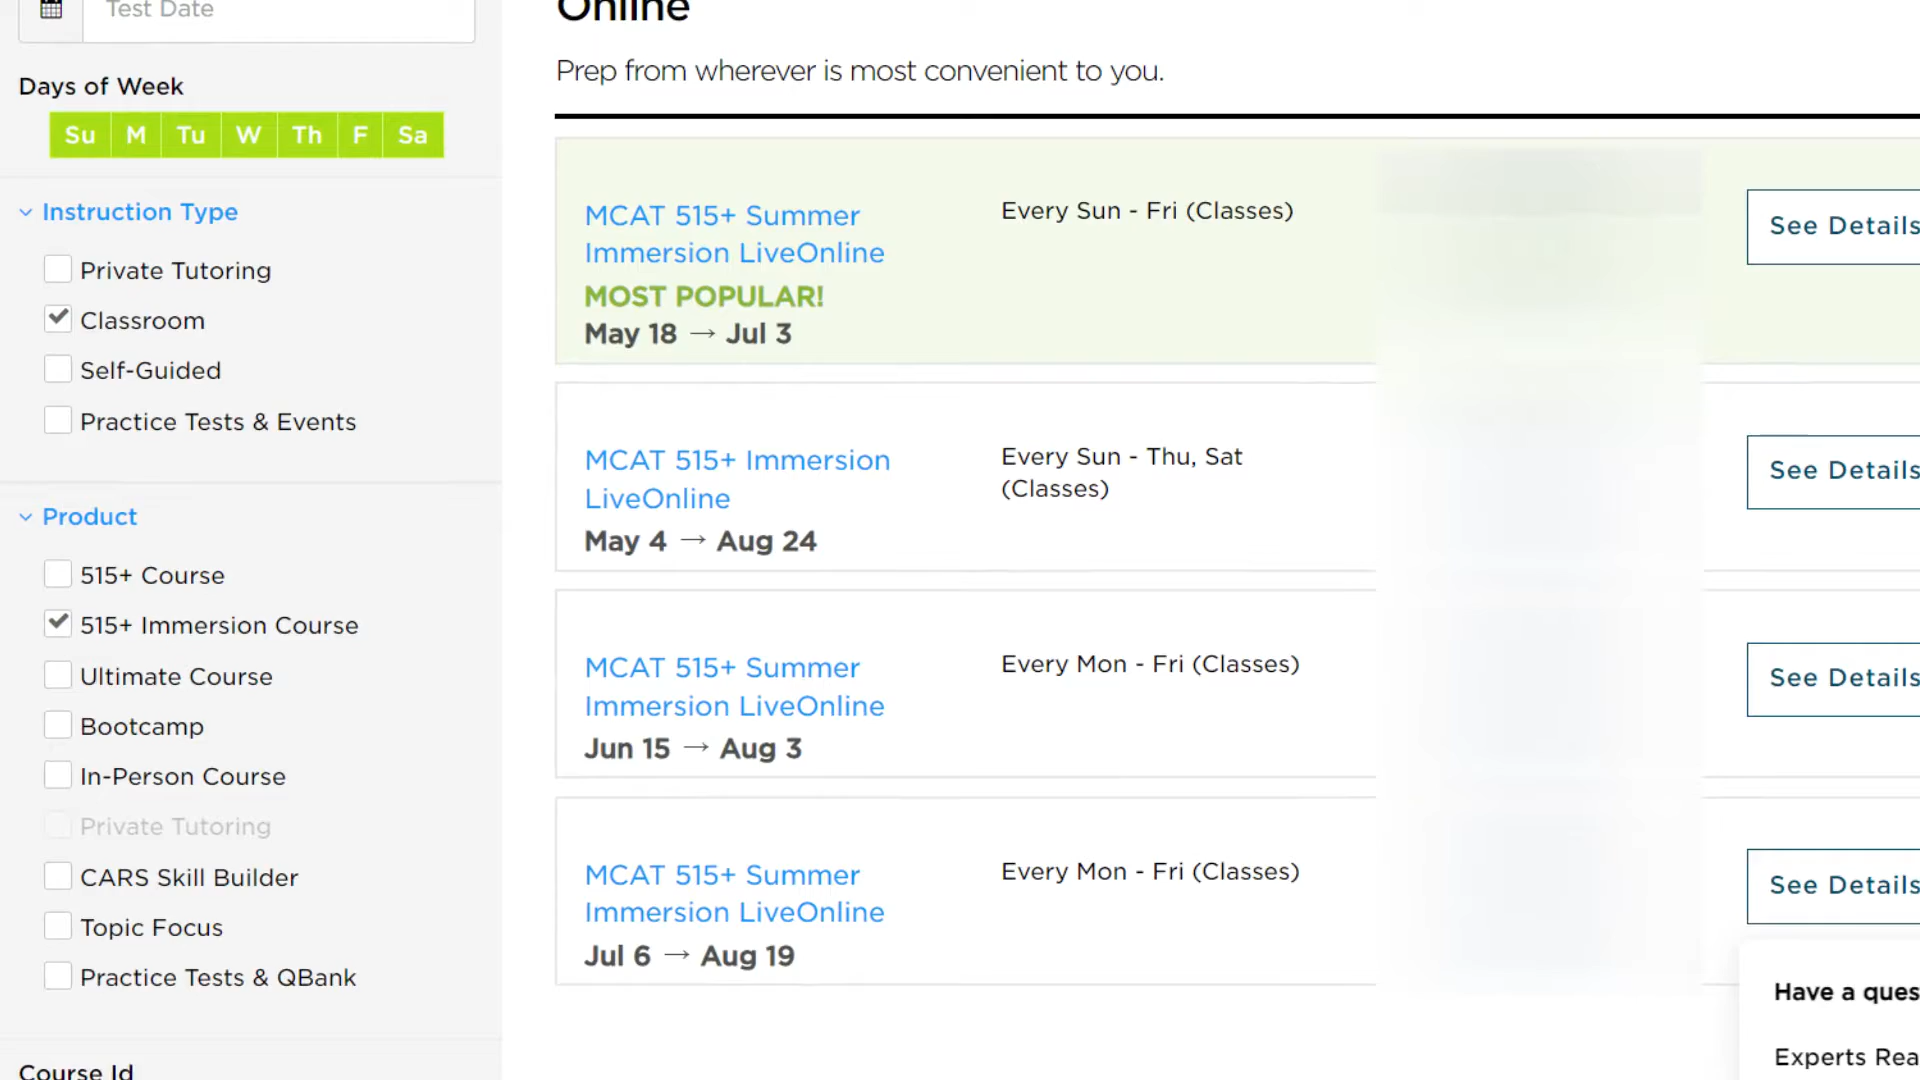 Test Date
Days of Week
Su M Tu W Th F Sa
Instruction Type
Private Tutoring
Classroom
Self-Guided
Practice Tests & Events
Product
515+ Course
515+ Immersion Course
Ultimate Course
Bootcamp
In-Person Course
Private Tutoring
CARS Skill Builder
Topic Focus
Practice Tests & QBank
Course Id
Online
Prep from wherever is most convenient to you.
MCAT 515+ Summer
Immersion LiveOnline
MOST POPULAR!
May 18 → Jul 3
Every Sun - Fri (Classes)
See Details
MCAT 515+ Immersion
LiveOnline
May 4 → Aug 24
Every Sun - Thu, Sat
(Classes)
See Details
MCAT 515+ Summer
Immersion LiveOnline
Jun 15 → Aug 3
Every Mon - Fri (Classes)
See Details
MCAT 515+ Summer
Immersion LiveOnline
Jul 6 → Aug 19
Every Mon - Fri (Classes)
See Details
Have a ques
Experts Rea